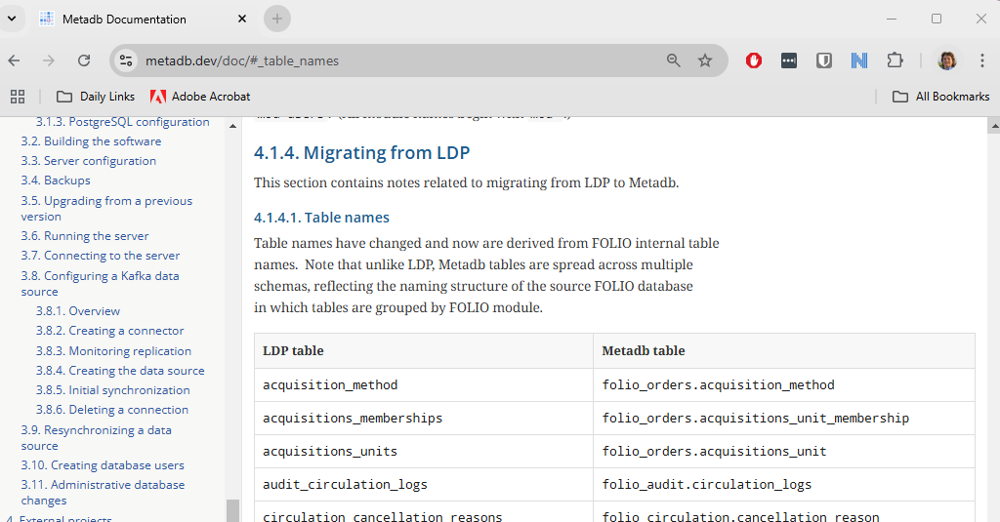 Metadb Documentation
metadb.dev/doc/#_table_names
Daily Links
Adobe Acrobat
All Bookmarks
3.1.3. PostgreSQL configuration
3.2. Building the software
3.3. Server configuration
3.4. Backups
3.5. Upgrading from a previous
version
3.6. Running the server
3.7. Connecting to the server
3.8. Configuring a Kafka data
source
3.8.1. Overview
3.8.2. Creating a connector
3.8.3. Monitoring replication
3.8.4. Creating the data source
3.8.5. Initial synchronization
3.8.6. Deleting a connection
3.9. Resynchronizing a data
source
3.10. Creating database users
3.11. Administrative database
changes
4. External projects
4.1.4. Migrating from LDP
This section contains notes related to migrating from LDP to Metadb.
4.1.4.1. Table names
Table names have changed and now are derived from FOLIO internal table
names.  Note that unlike LDP, Metadb tables are spread across multiple
schemas, reflecting the naming structure of the source FOLIO database
in which tables are grouped by FOLIO module.
LDP table Metadb table
acquisition_method folio_orders.acquisition_method
acquisitions_memberships folio_orders.acquisitions_unit_membership
acquisitions_units folio_orders.acquisitions_unit
audit_circulation_logs folio_audit.circulation_logs
circulation_cancellation_reasons folio_circulation.cancellation_reason